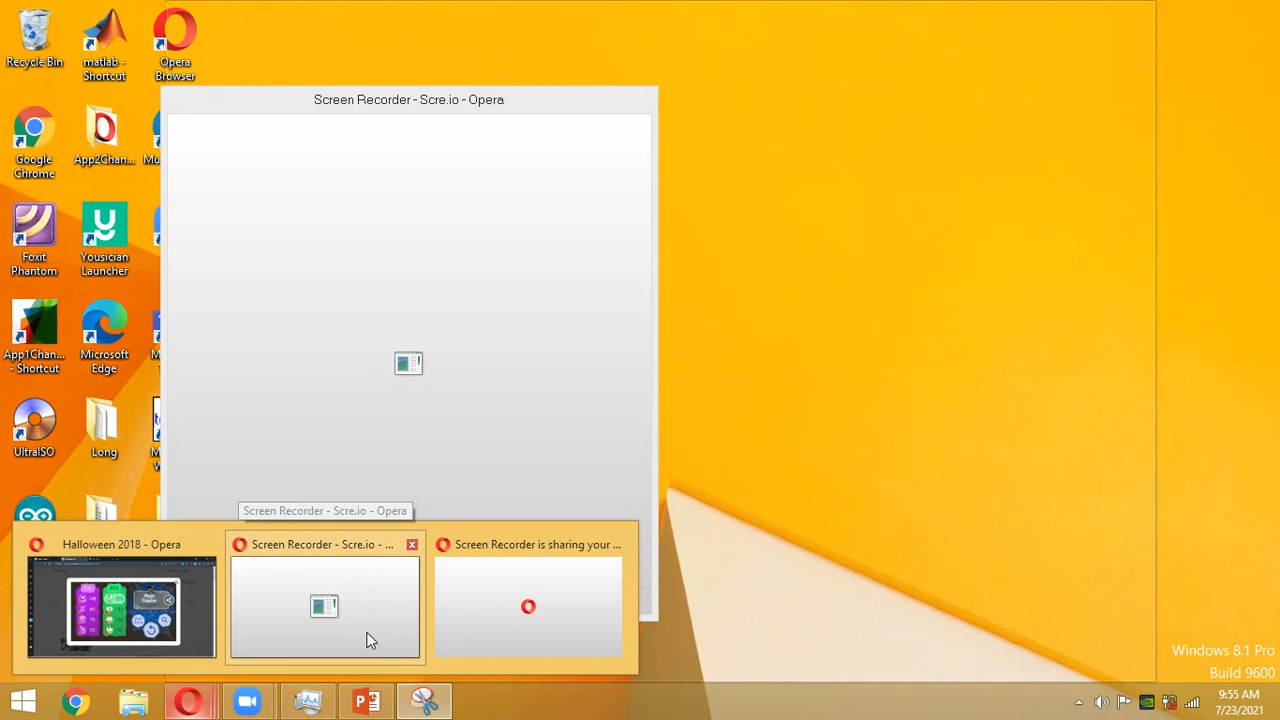 Recycle Bin
matlab -
Shortcut
Opera
Browser
Google
Chrome
App2Chan...
Foxit
Phantom
Yousician
Launcher
App1Chan...
- Shortcut
Microsoft
Edge
UltraISO
Long
Screen Recorder - Scre.io - Opera
Screen Recorder - Scre.io - Opera
Halloween 2018 - Opera
Screen Recorder - Scre.io - ...
Screen Recorder is sharing your ...
Windows 8.1 Pro
Build 9600
9:55 AM
7/23/2021